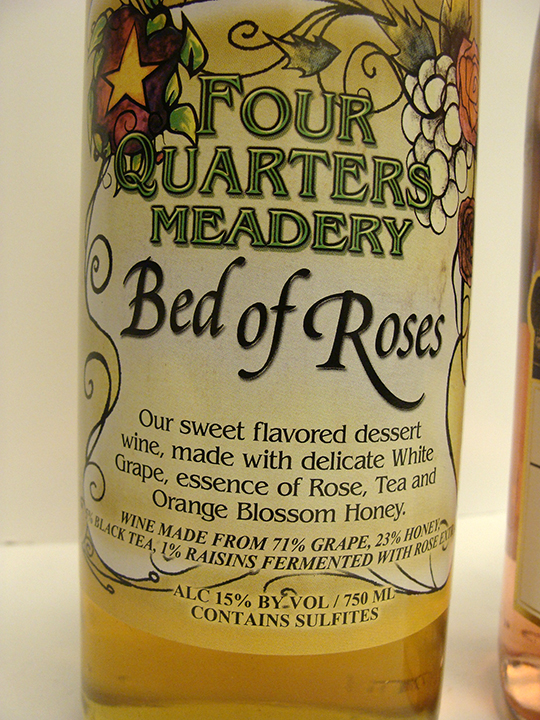 FOUR
QUARTERS
MEADERY
Bed of Roses
Our sweet flavored dessert
wine, made with delicate White
Grape, essence of Rose, Tea and
Orange Blossom Honey.
WINE MADE FROM 71% GRAPE, 23% HONEY,
BLACK TEA, 1% RAISINS FERMENTED WITH ROSE
ALC 15% BY VOL / 750 ML
CONTAINS SULFITES